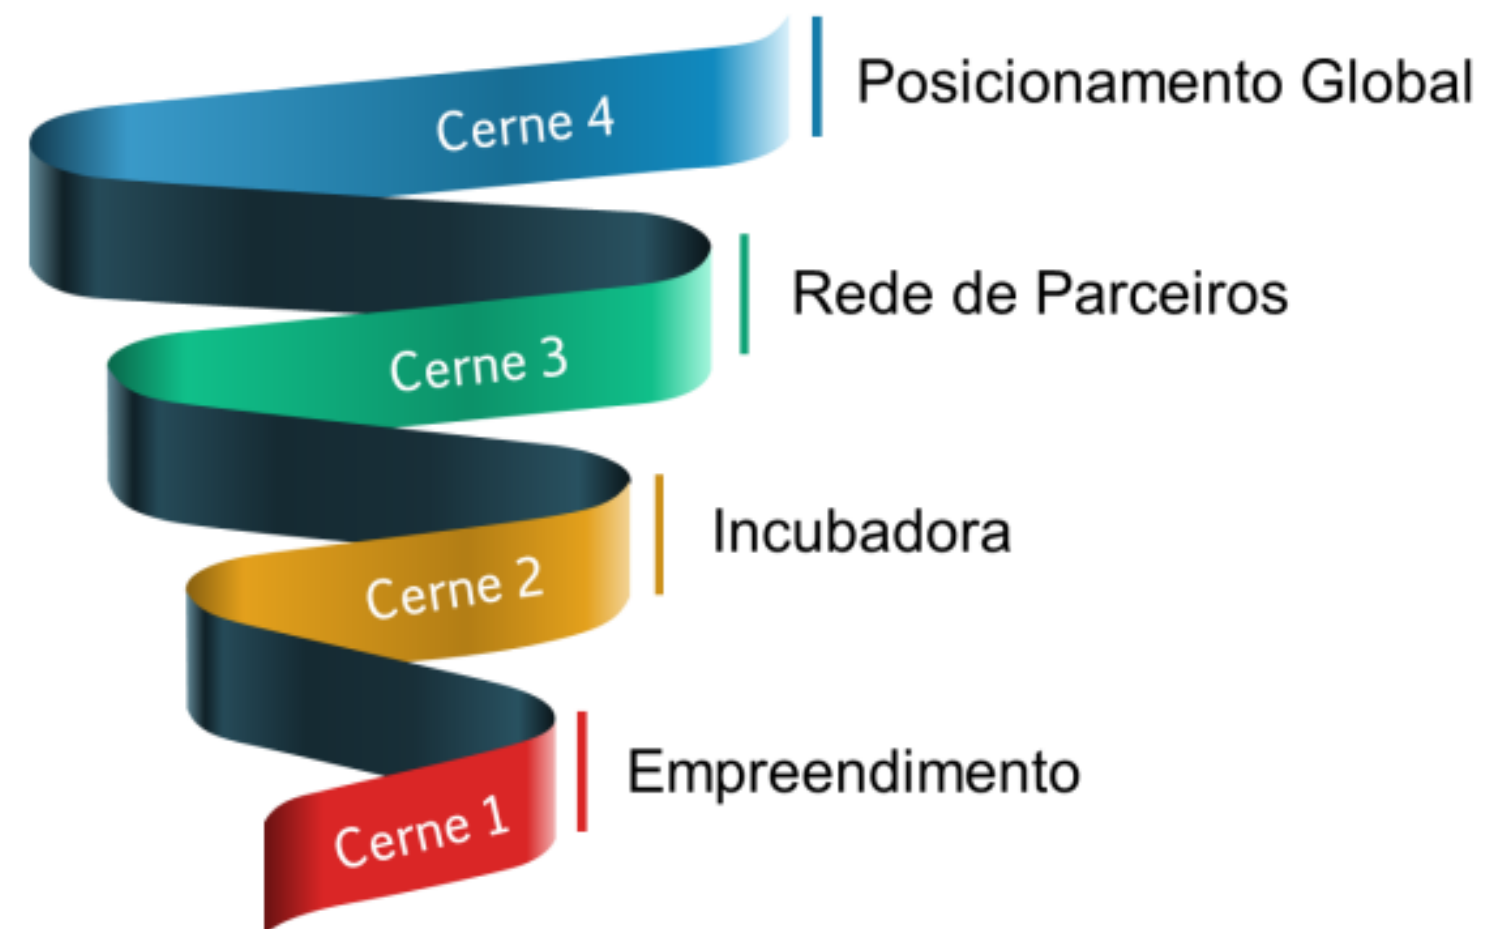 Cerne 4
Posicionamento Global
Cerne 3
Rede de Parceiros
Cerne 2
Incubadora
Cerne 1
Empreendimento